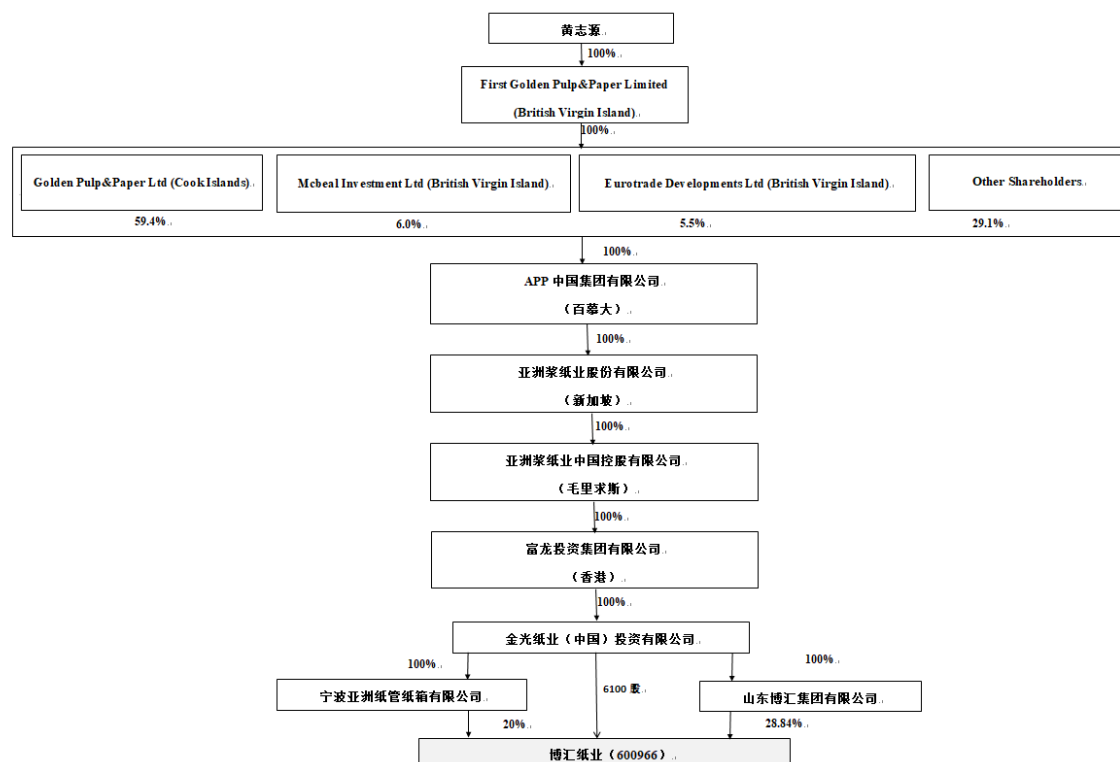 黄志源
100%
First Golden Pulp&Paper Limited
(British Virgin Island)
100%
Golden Pulp&Paper Ltd (Cook Islands)
Mcbeal Investment Ltd (British Virgin Island)
Eurotrade Developments Ltd (British Virgin Island)
Other Shareholders
59.4%
6.0%
5.5%
29.1%
100%
APP 中国集团有限公司
（百慕大）
100%
亚洲浆纸业股份有限公司
（新加坡）
100%
亚洲浆纸业中国控股有限公司
（毛里求斯）
100%
富龙投资集团有限公司
（香港）
100%
金光纸业（中国）投资有限公司
100%
6100 股
100%
宁波亚洲纸管纸箱有限公司
山东博汇集团有限公司
20%
28.84%
博汇纸业（600966）